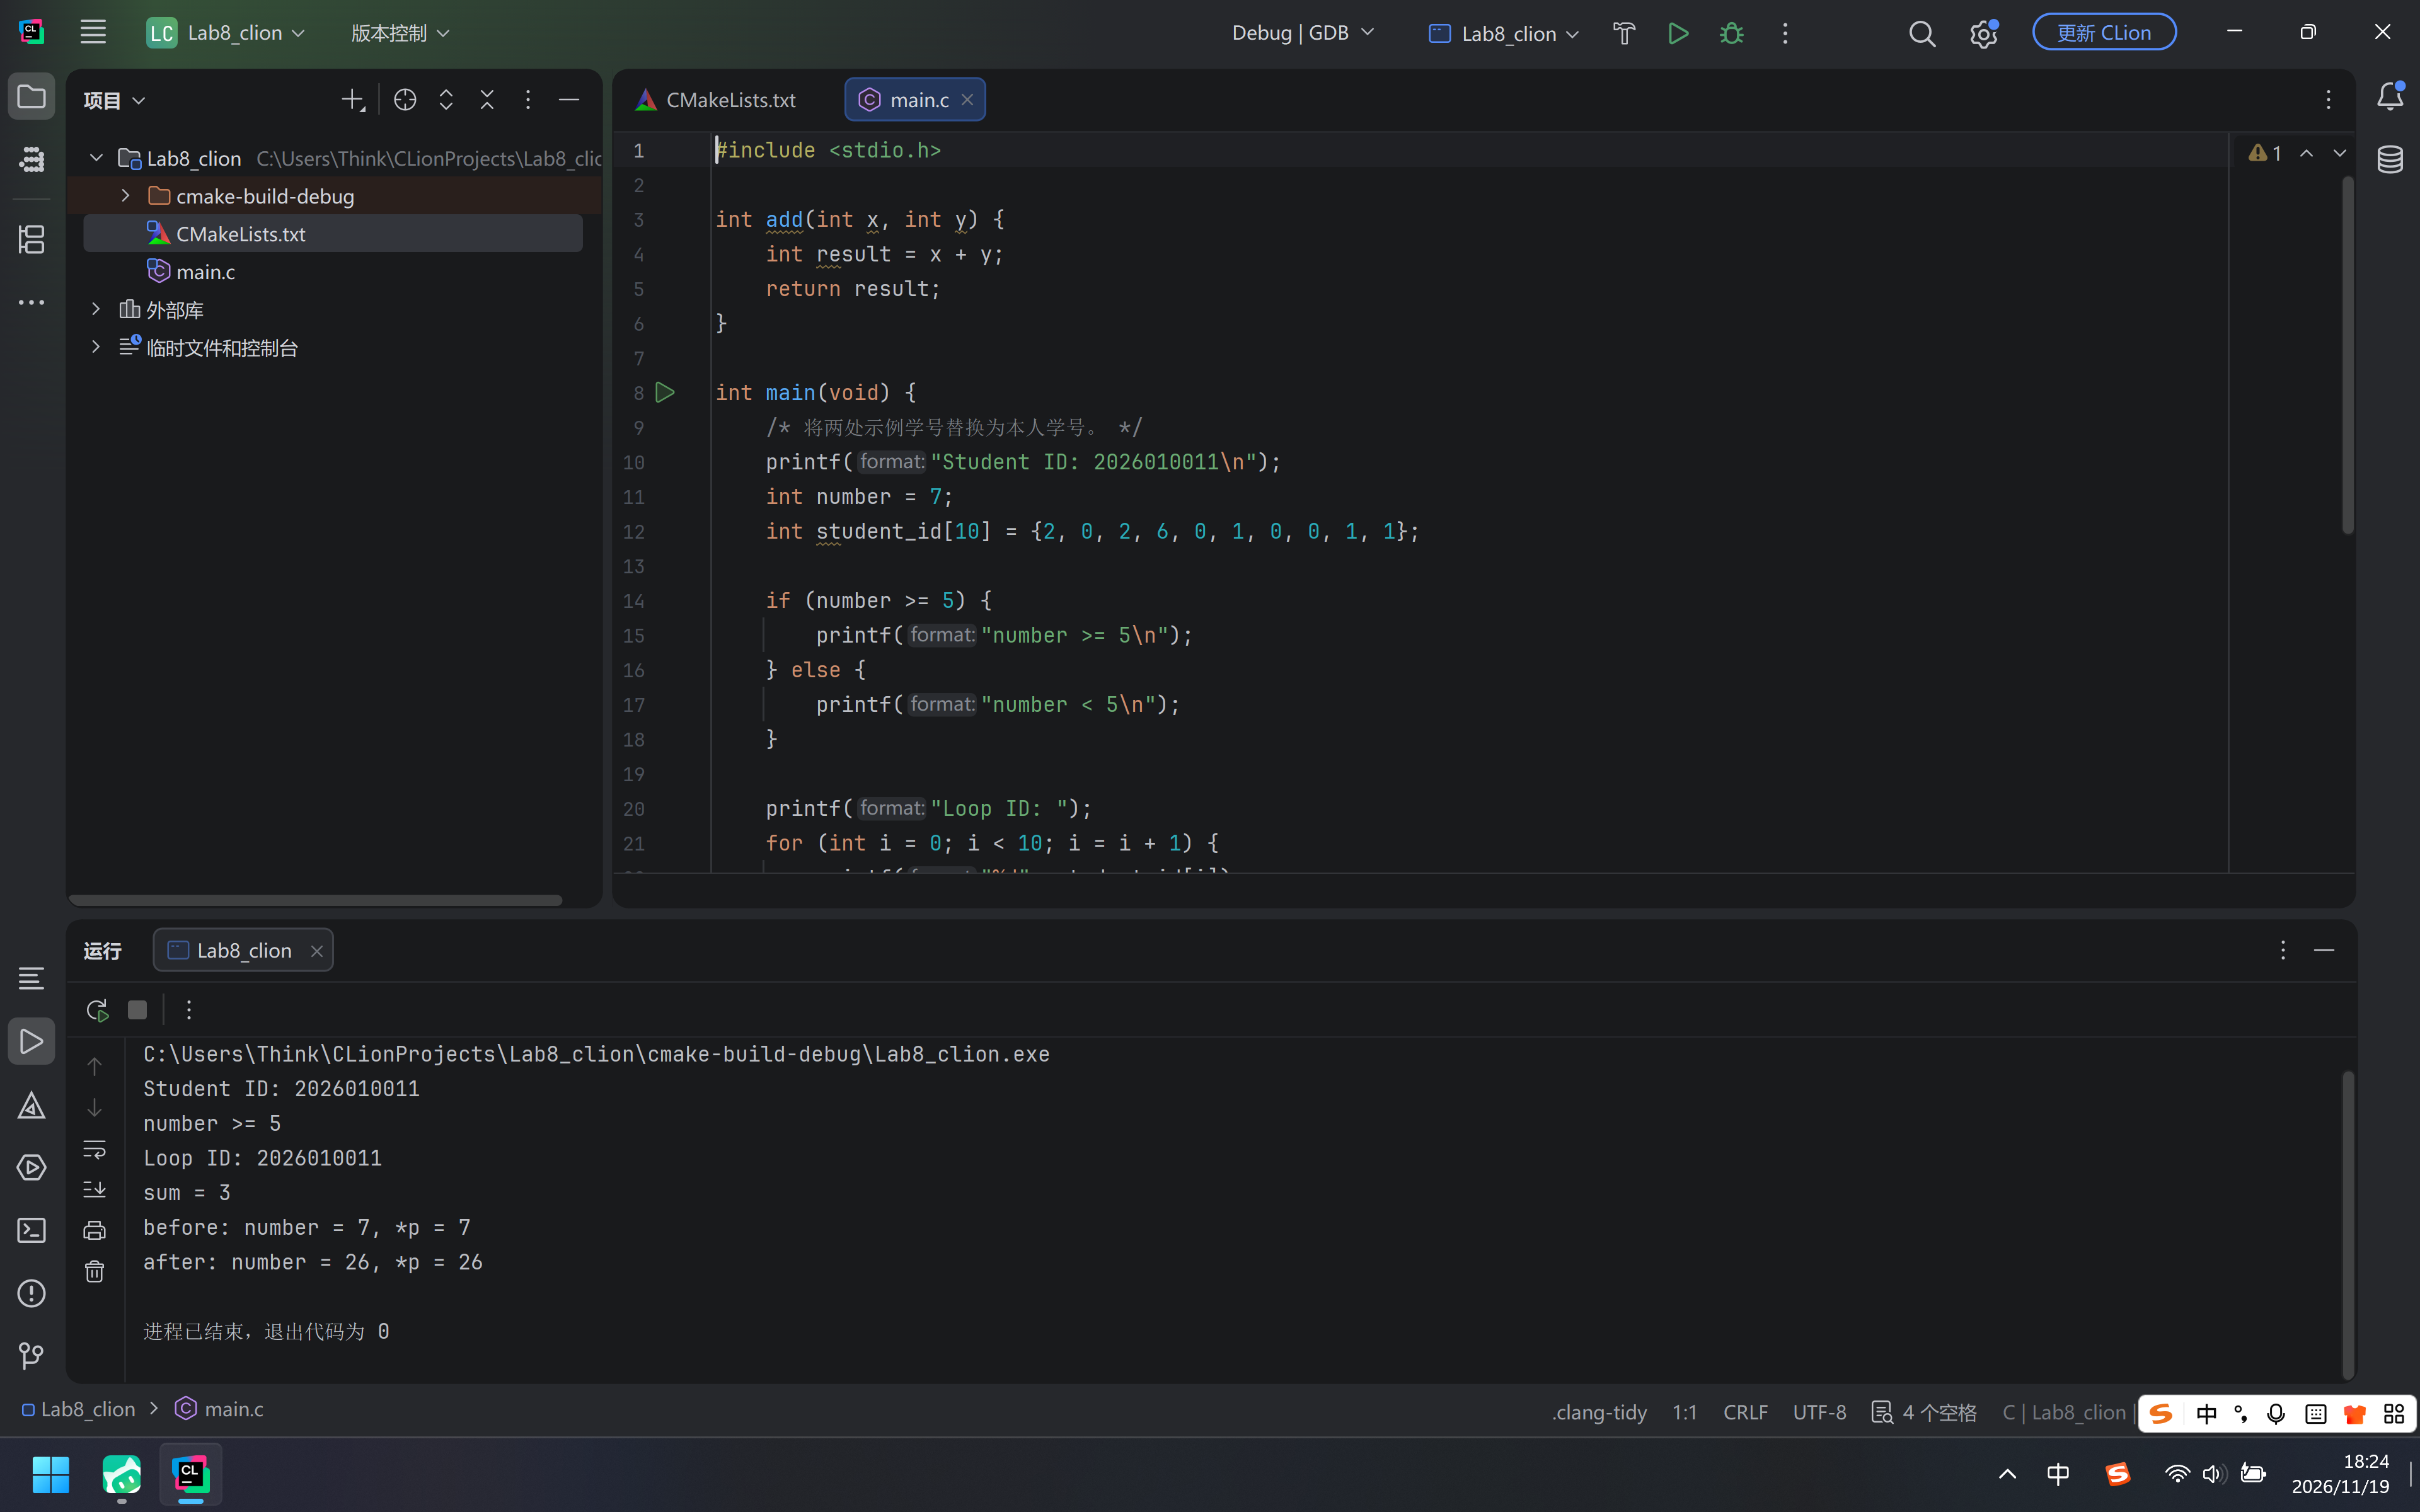 LC Lab8_clion 版本控制 Debug | GDB Lab8_clion 更新 CLion
项目
CMakeLists.txt main.c
Lab8_clion C:\Users\Think\CLionProjects\Lab8_clic
cmake-build-debug
CMakeLists.txt
main.c
外部库
临时文件和控制台
1 #include <stdio.h>
1
2
3 int add(int x, int y) {
4 int result = x + y;
5 return result;
6 }
7
8 int main(void) {
9 /* 将两处示例学号替换为本人学号。 */
10 printf(format: "Student ID: 2026010011\n");
11 int number = 7;
12 int student_id[10] = {2, 0, 2, 6, 0, 1, 0, 0, 1, 1};
13
14 if (number >= 5) {
15 printf(format: "number >= 5\n");
16 } else {
17 printf(format: "number < 5\n");
18 }
19
20 printf(format: "Loop ID: ");
21 for (int i = 0; i < 10; i = i + 1) {
运行 Lab8_clion
C:\Users\Think\CLionProjects\Lab8_clion\cmake-build-debug\Lab8_clion.exe
Student ID: 2026010011
number >= 5
Loop ID: 2026010011
sum = 3
before: number = 7, *p = 7
after: number = 26, *p = 26
进程已结束，退出代码为 0
Lab8_clion main.c .clang-tidy 1:1 CRLF UTF-8 4 个空格 C | Lab8_clion 中
中 18:24
2026/11/19